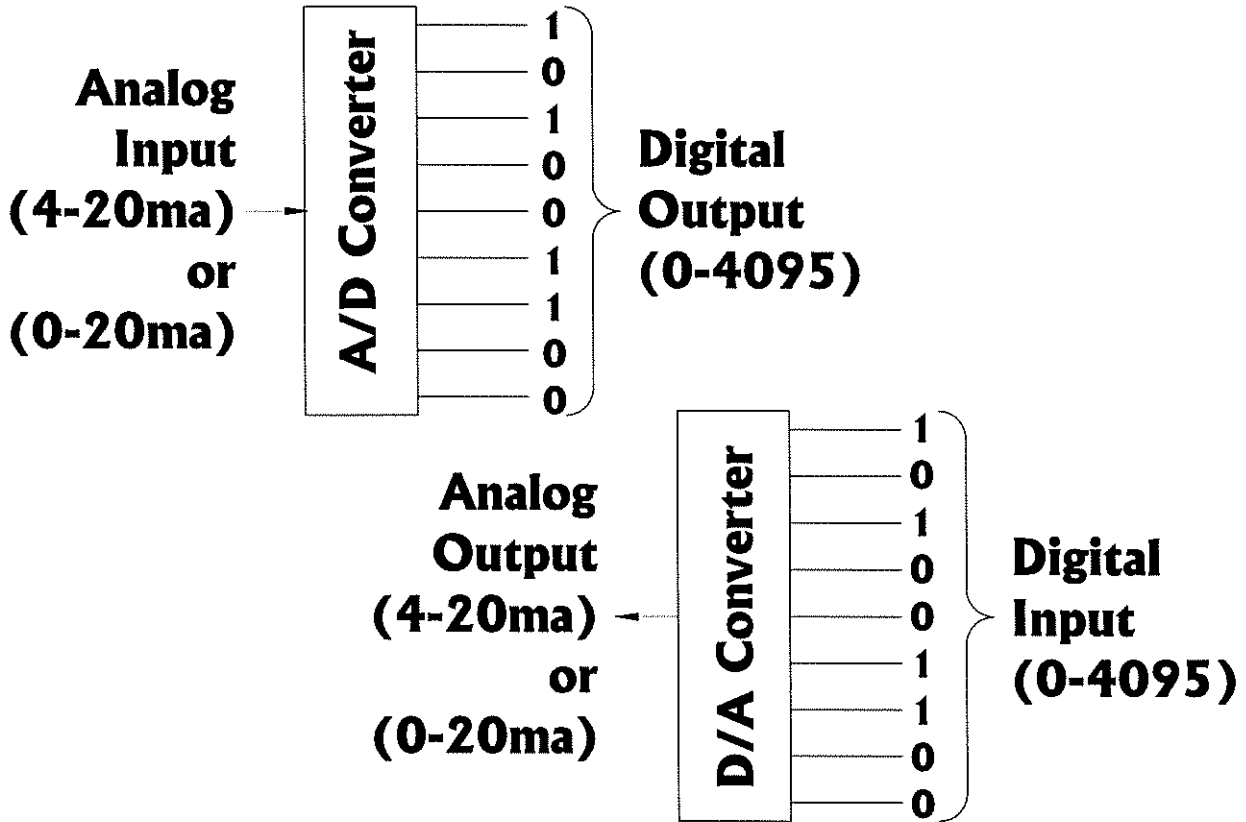 Analog
Input
(4-20ma)
or
(0-20ma)
A/D Converter
1
0
1
0
0
1
1
0
0
Digital
Output
(0-4095)
Analog
Output
(4-20ma)
or
(0-20ma)
D/A Converter
1
0
1
0
0
1
1
0
0
Digital
Input
(0-4095)